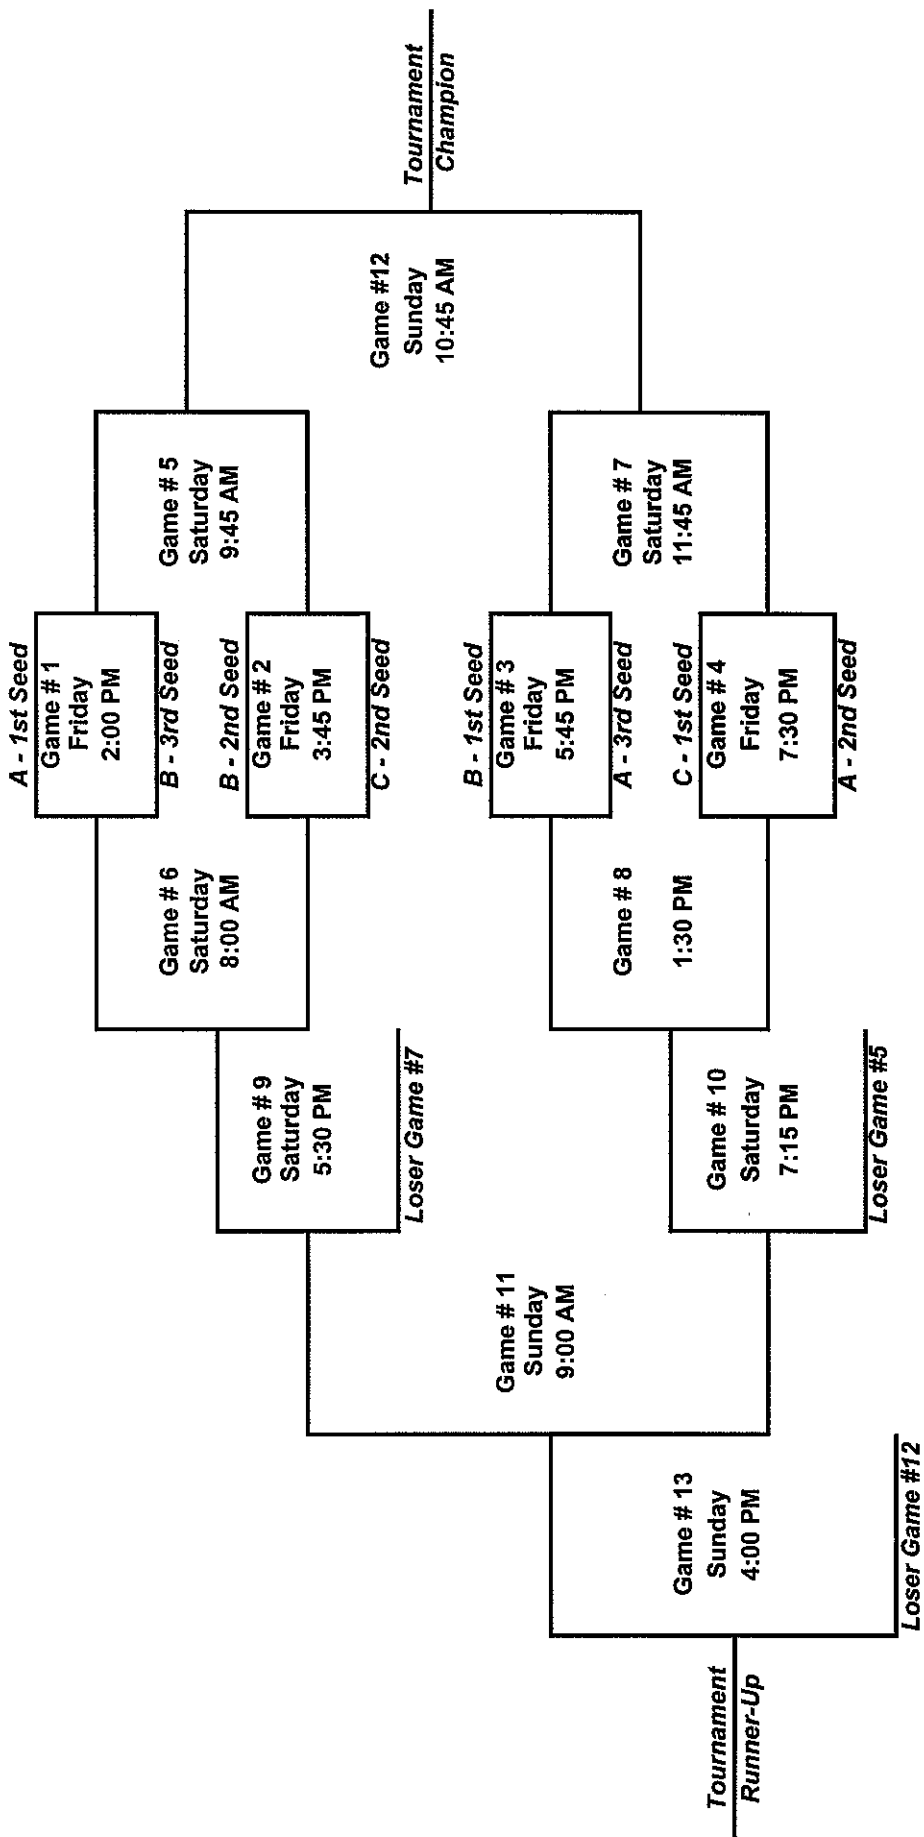 A - 1st Seed
Game # 1
Friday
2:00 PM
B - 3rd Seed
B - 2nd Seed
Game # 2
Friday
3:45 PM
C - 2nd Seed
B - 1st Seed
Game # 3
Friday
5:45 PM
A - 3rd Seed
C - 1st Seed
Game # 4
Friday
7:30 PM
A - 2nd Seed
Game # 5
Saturday
9:45 AM
Game # 7
Saturday
11:45 AM
Game #12
Sunday
10:45 AM
Tournament
Champion
Game # 6
Saturday
8:00 AM
Game # 8
1:30 PM
Game # 9
Saturday
5:30 PM
Loser Game #7
Game # 10
Saturday
7:15 PM
Loser Game #5
Game # 11
Sunday
9:00 AM
Game # 13
Sunday
4:00 PM
Loser Game #12
Tournament
Runner-Up